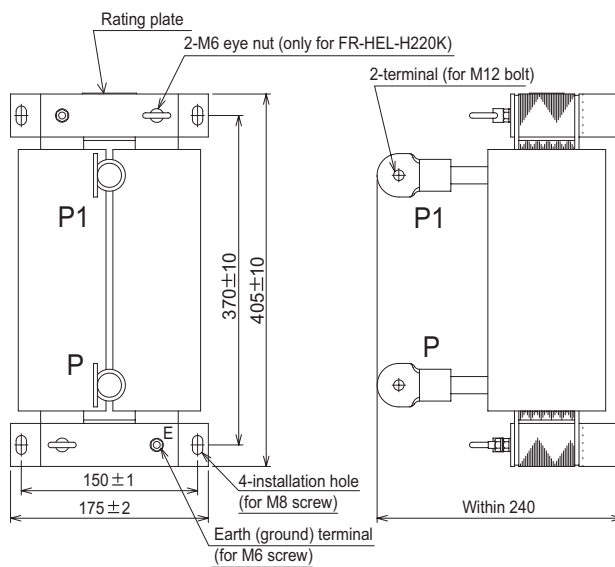 Rating plate
2-M6 eye nut (only for FR-HEL-H220K)
2-terminal (for M12 bolt)
P1
P1
370±10
405±10
P
P
E
150±1
175±2
4-installation hole
(for M8 screw)
Earth (ground) terminal
(for M6 screw)
Within 240